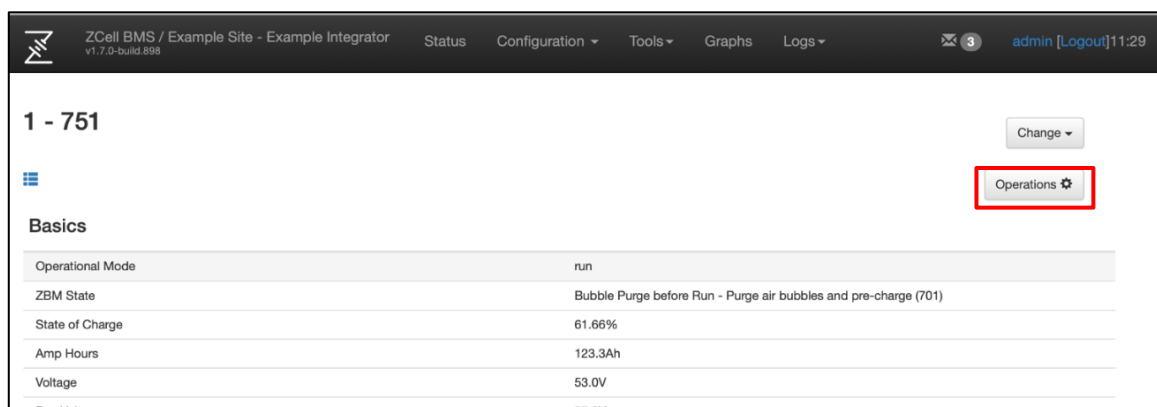 ZCell BMS / Example Site - Example Integrator Status Configuration Tools Graphs Logs 3 admin [Logout]11:29
v1.7.0-build.898
1 - 751
Change
Operations
Basics
Operational Mode run
ZBM State Bubble Purge before Run - Purge air bubbles and pre-charge (701)
State of Charge 61.66%
Amp Hours 123.3Ah
Voltage 53.0V